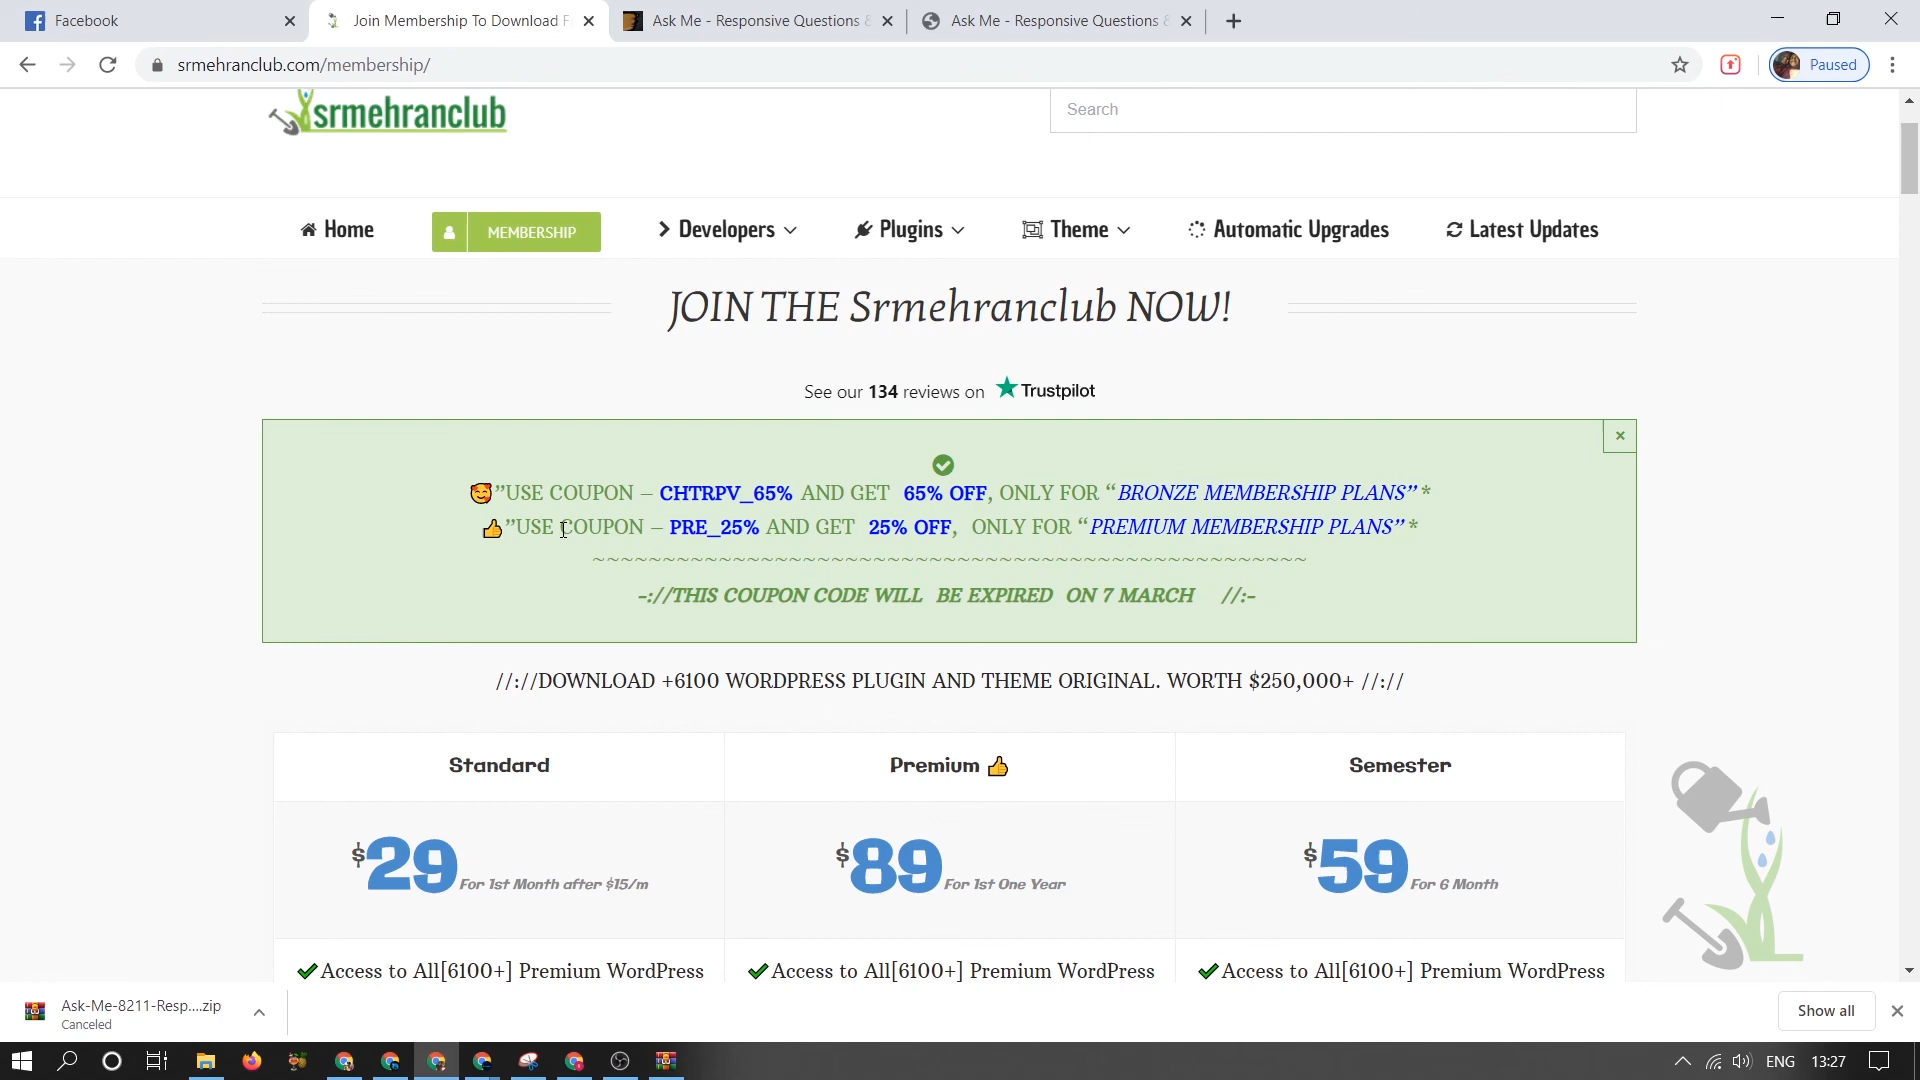 Facebook
Join Membership To Download F
Ask Me - Responsive Questions &
Ask Me - Responsive Questions &
srmehranclub.com/membership/
Paused
srmehranclub
Search
Home
MEMBERSHIP
Developers
Plugins
Theme
Automatic Upgrades
Latest Updates
JOIN THE Srmehranclub NOW!
See our 134 reviews on Trustpilot
🥰”USE COUPON – CHTRPV_65% AND GET 65% OFF, ONLY FOR “BRONZE MEMBERSHIP PLANS”*
👍”USE COUPON – PRE_25% AND GET 25% OFF, ONLY FOR “PREMIUM MEMBERSHIP PLANS”*
~~~~~~~~~~~~~~~~~~~~~~~~~~~~~~~~~~~~~~~~~~~~~~~~~~~
-://THIS COUPON CODE WILL BE EXPIRED ON 7 MARCH //:-
//://DOWNLOAD +6100 WORDPRESS PLUGIN AND THEME ORIGINAL. WORTH $250,000+ //://
Standard
Premium 👍
Semester
$29 For 1st Month after $15/m
$89 For 1st One Year
$59 For 6 Month
✔Access to All[6100+] Premium WordPress
✔Access to All[6100+] Premium WordPress
✔Access to All[6100+] Premium WordPress
Ask-Me-8211-Resp....zip
Canceled
Show all
ENG
13:27